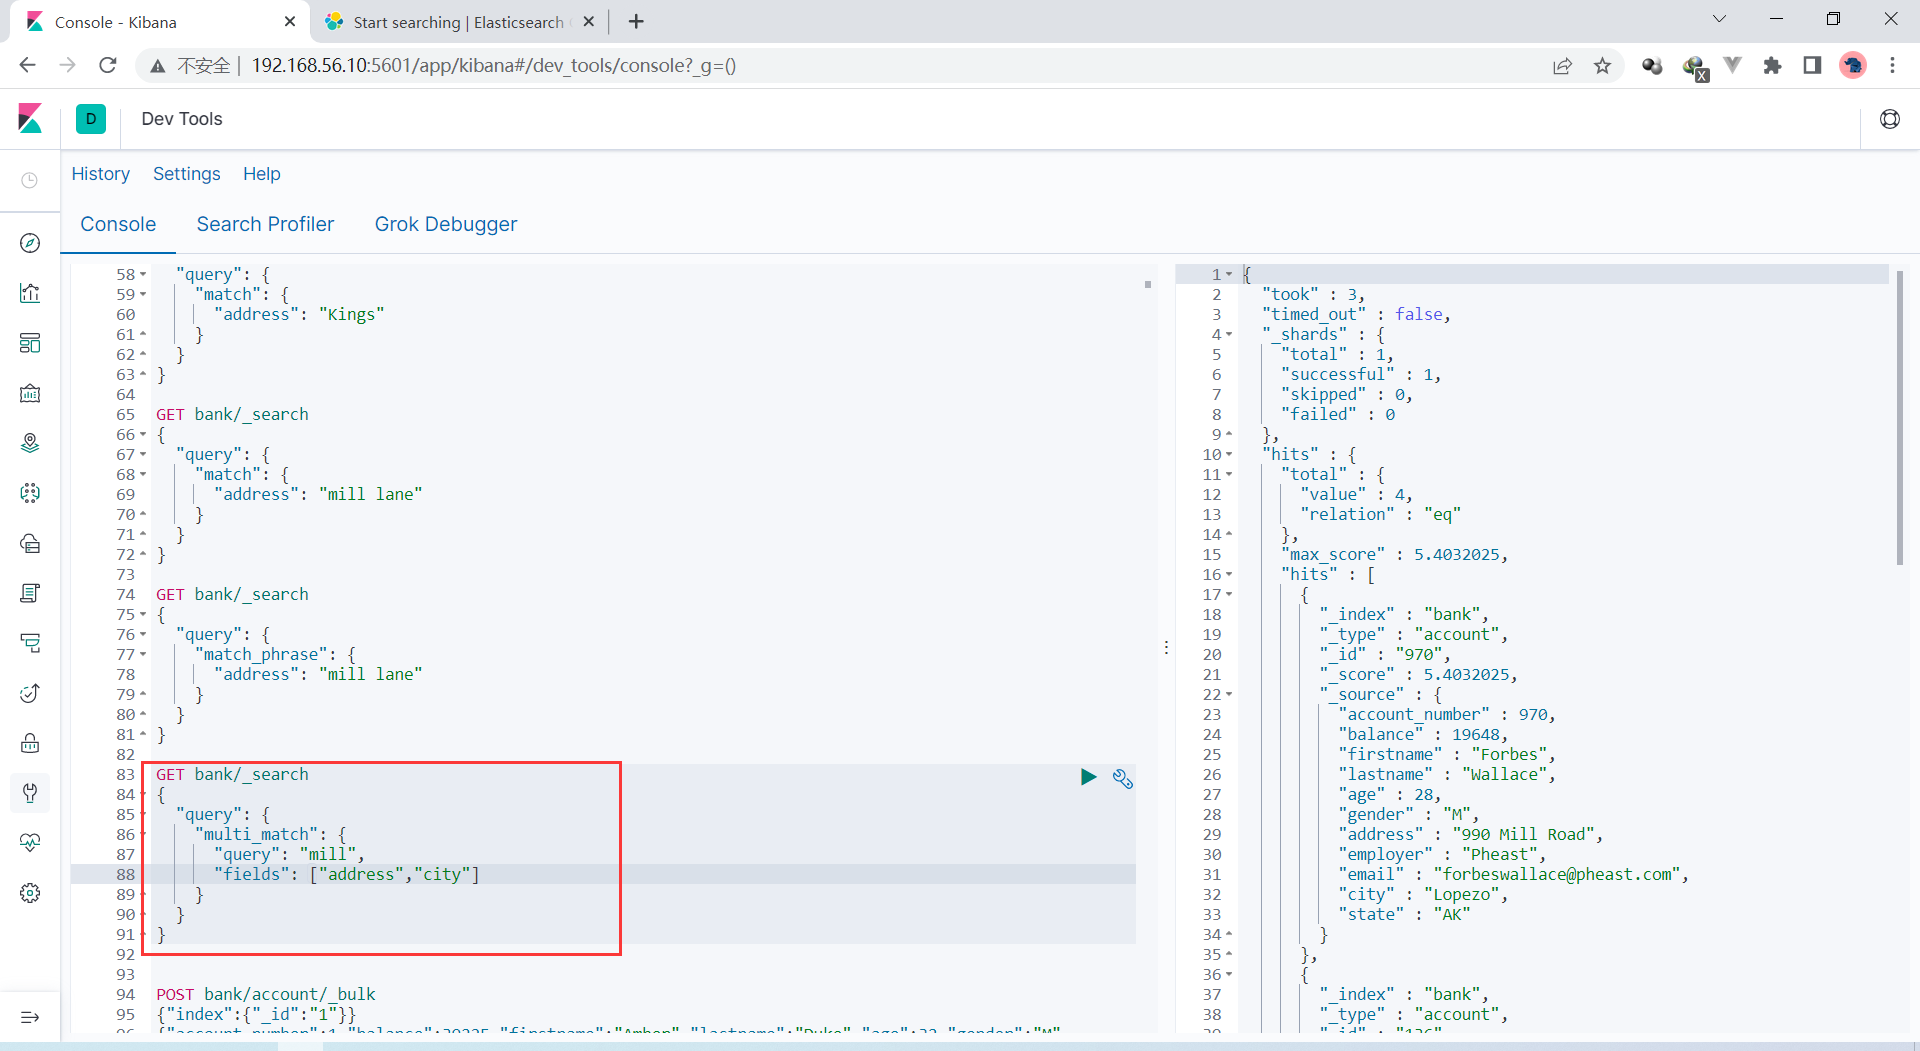 Console - Kibana
Start searching | Elasticsearch
不安全 | 192.168.56.10:5601/app/kibana#/dev_tools/console?_g=()
X
D
Dev Tools
History Settings Help
Console Search Profiler Grok Debugger
58 "query": {
59 "match": {
60 "address": "Kings"
61 }
62 }
63 }
64
65 GET bank/_search
66 {
67 "query": {
68 "match": {
69 "address": "mill lane"
70 }
71 }
72 }
73
74 GET bank/_search
75 {
76 "query": {
77 "match_phrase": {
78 "address": "mill lane"
79 }
80 }
81 }
82
83 GET bank/_search
84 {
85 "query": {
86 "multi_match": {
87 "query": "mill",
88 "fields": ["address","city"]
89 }
90 }
91 }
92
93
94 POST bank/account/_bulk
95 {"index":{"_id":"1"}}
1 {
2 "took" : 3,
3 "timed_out" : false,
4 "_shards" : {
5 "total" : 1,
6 "successful" : 1,
7 "skipped" : 0,
8 "failed" : 0
9 },
10 "hits" : {
11 "total" : {
12 "value" : 4,
13 "relation" : "eq"
14 },
15 "max_score" : 5.4032025,
16 "hits" : [
17 {
18 "_index" : "bank",
19 "_type" : "account",
20 "_id" : "970",
21 "_score" : 5.4032025,
22 "_source" : {
23 "account_number" : 970,
24 "balance" : 19648,
25 "firstname" : "Forbes",
26 "lastname" : "Wallace",
27 "age" : 28,
28 "gender" : "M",
29 "address" : "990 Mill Road",
30 "employer" : "Pheast",
31 "email" : "forbeswallace@pheast.com",
32 "city" : "Lopezo",
33 "state" : "AK"
34 }
35 },
36 {
37 "_index" : "bank",
38 "_type" : "account",